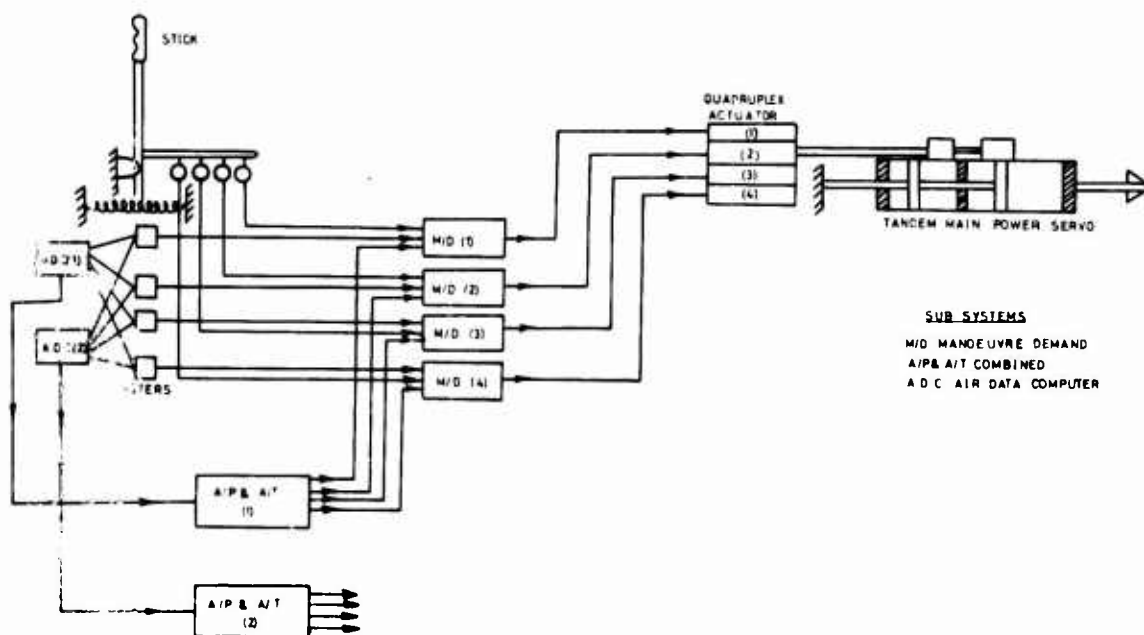 STICK
QUADRUPLEX
ACTUATOR
(1)
(2)
(3)
(4)
TANDEM MAIN POWER SERVO
M/D (1)
M/D (2)
M/D (3)
M/D (4)
SUB SYSTEMS
M/D MANOEUVRE DEMAND
A/P & A/T COMBINED
A D C AIR DATA COMPUTER
A/P & A/T
(1)
A/P & A/T
(2)